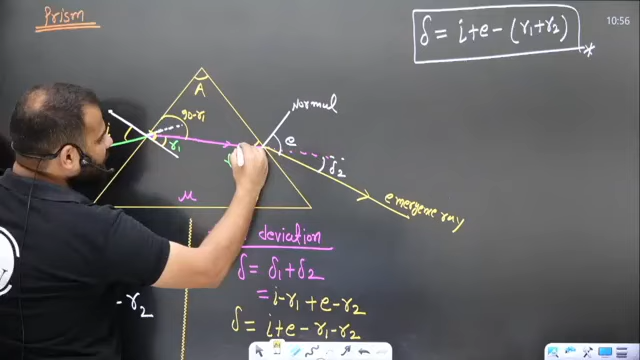 Prism
δ = i+e-(r1+r2)
10:56
A
Normal
90-r1
i
r1
e
δ2
μ
emergence ray
deviation
δ = δ1+δ2
= i-r1+e-r2
δ = i+e-r1-r2
-r2